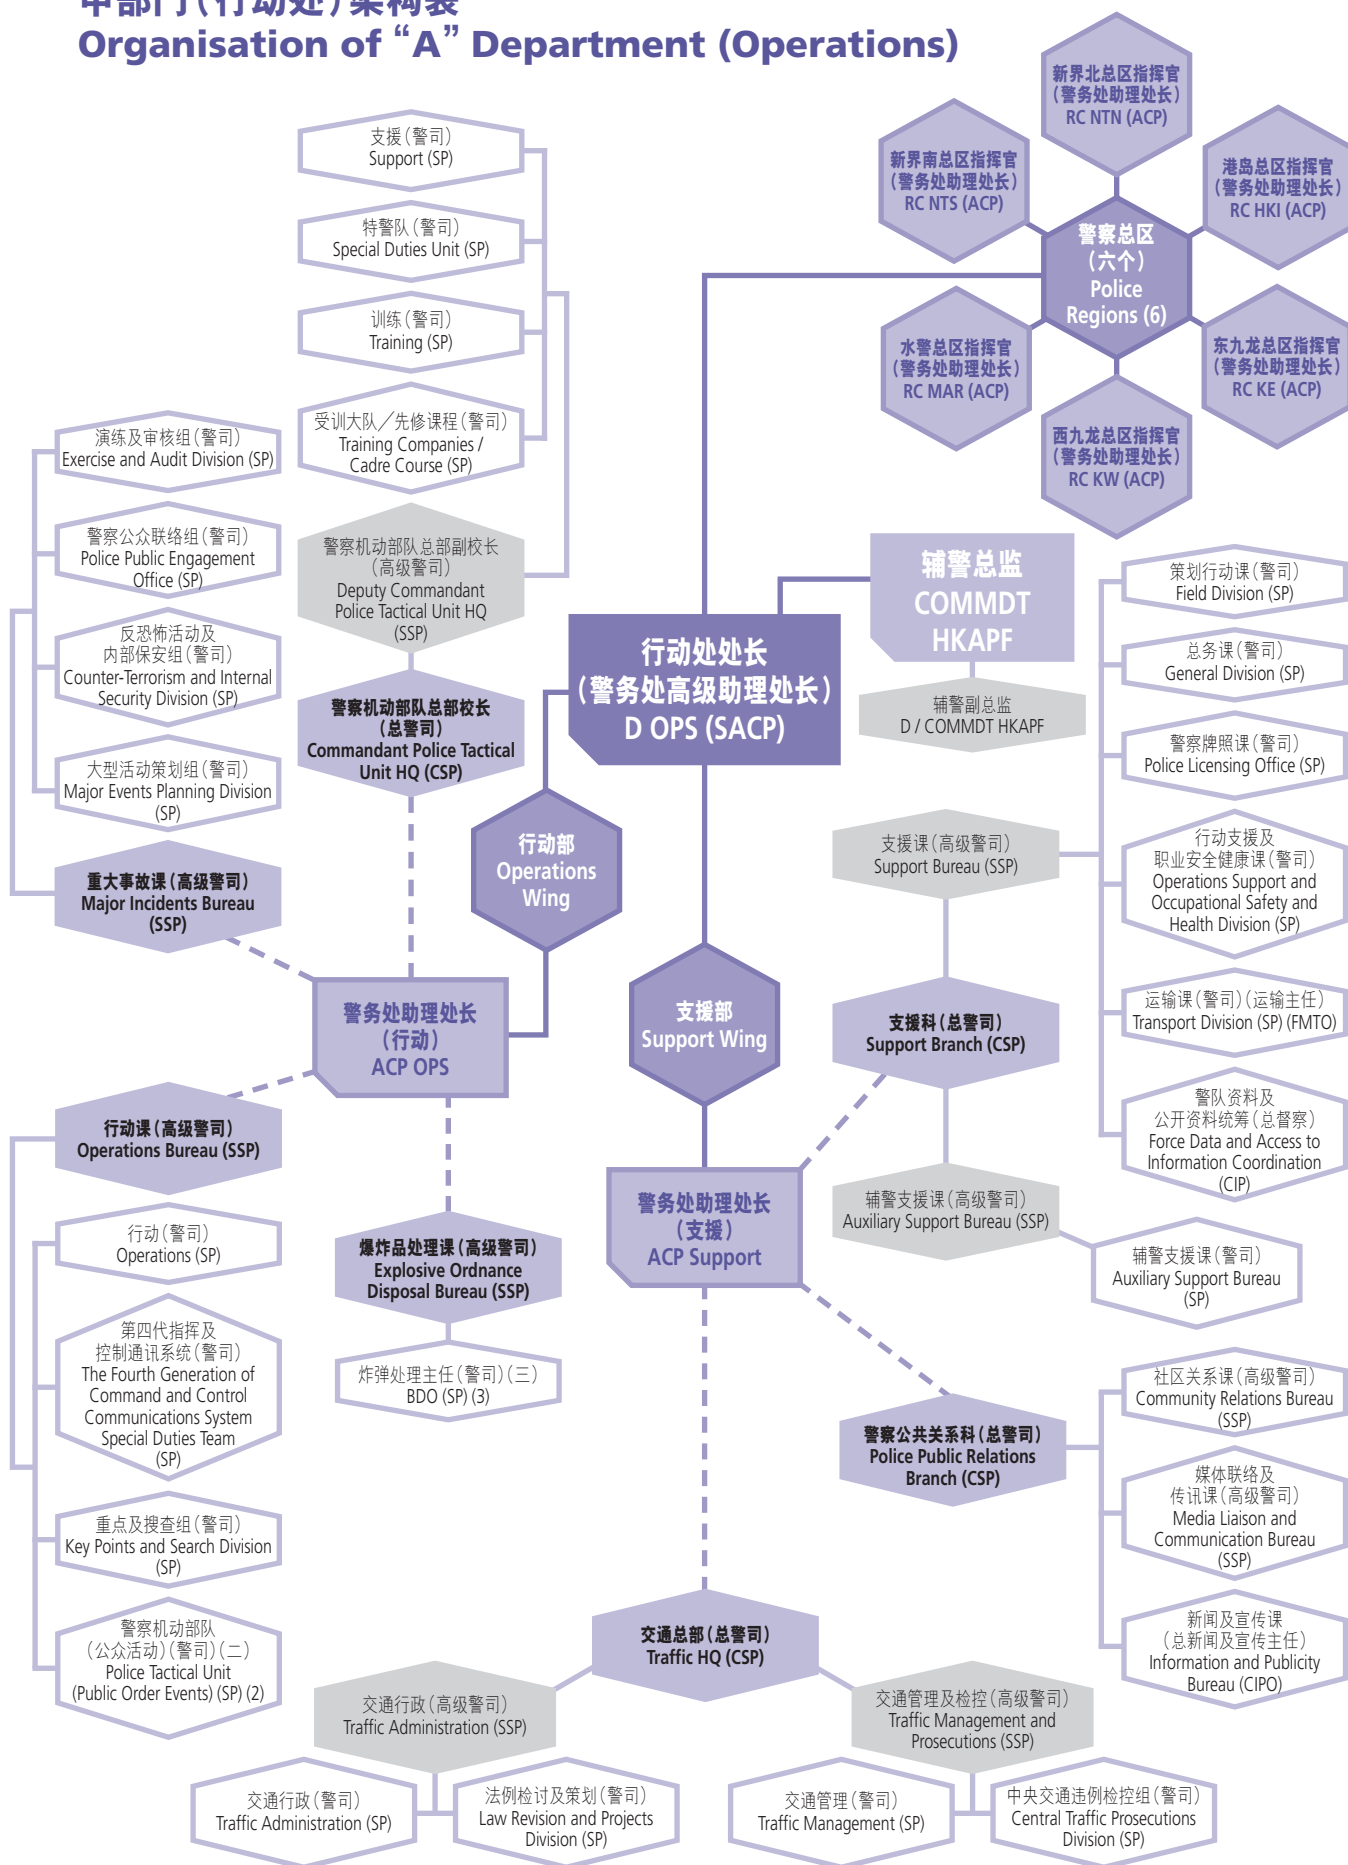 甲部门(行动处)架构表
Organisation of “A” Department (Operations)
新界北总区指挥官
(警务处助理处长)
RC NTN (ACP)
新界南总区指挥官
(警务处助理处长)
RC NTS (ACP)
港岛总区指挥官
(警务处助理处长)
RC HKI (ACP)
警察总区
(六个)
Police
Regions (6)
水警总区指挥官
(警务处助理处长)
RC MAR (ACP)
东九龙总区指挥官
(警务处助理处长)
RC KE (ACP)
西九龙总区指挥官
(警务处助理处长)
RC KW (ACP)
支援(警司)
Support (SP)
特警队(警司)
Special Duties Unit (SP)
训练(警司)
Training (SP)
受训大队╱先修课程(警司)
Training Companies /
Cadre Course (SP)
警察机动部队总部副校长
(高级警司)
Deputy Commandant
Police Tactical Unit HQ
(SSP)
警察机动部队总部校长
(总警司)
Commandant Police Tactical
Unit HQ (CSP)
演练及审核组(警司)
Exercise and Audit Division (SP)
警察公众联络组(警司)
Police Public Engagement
Office (SP)
反恐怖活动及
内部保安组(警司)
Counter-Terrorism and Internal
Security Division (SP)
大型活动策划组(警司)
Major Events Planning Division
(SP)
重大事故课(高级警司)
Major Incidents Bureau
(SSP)
行动处处长
(警务处高级助理处长)
D OPS (SACP)
辅警总监
COMMDT
HKAPF
辅警副总监
D / COMMDT HKAPF
行动部
Operations
Wing
支援部
Support Wing
警务处助理处长
(行动)
ACP OPS
行动课(高级警司)
Operations Bureau (SSP)
行动(警司)
Operations (SP)
第四代指挥及
控制通讯系统(警司)
The Fourth Generation of
Command and Control
Communications System
Special Duties Team
(SP)
重点及搜查组(警司)
Key Points and Search Division
(SP)
警察机动部队
(公众活动)(警司)(二)
Police Tactical Unit
(Public Order Events) (SP) (2)
爆炸品处理课(高级警司)
Explosive Ordnance
Disposal Bureau (SSP)
炸弹处理主任(警司)(三)
BDO (SP) (3)
警务处助理处长
(支援)
ACP Support
支援课(高级警司)
Support Bureau (SSP)
支援科(总警司)
Support Branch (CSP)
辅警支援课(高级警司)
Auxiliary Support Bureau (SSP)
辅警支援课(警司)
Auxiliary Support Bureau
(SP)
策划行动课(警司)
Field Division (SP)
总务课(警司)
General Division (SP)
警察牌照课(警司)
Police Licensing Office (SP)
行动支援及
职业安全健康课(警司)
Operations Support and
Occupational Safety and
Health Division (SP)
运输课(警司)(运输主任)
Transport Division (SP) (FMTO)
警队资料及
公开资料统筹(总督察)
Force Data and Access to
Information Coordination
(CIP)
警察公共关系科(总警司)
Police Public Relations
Branch (CSP)
社区关系课(高级警司)
Community Relations Bureau
(SSP)
媒体联络及
传讯课(高级警司)
Media Liaison and
Communication Bureau
(SSP)
新闻及宣传课
(总新闻及宣传主任)
Information and Publicity
Bureau (CIPO)
交通总部(总警司)
Traffic HQ (CSP)
交通行政(高级警司)
Traffic Administration (SSP)
交通管理及检控(高级警司)
Traffic Management and
Prosecutions (SSP)
交通行政(警司)
Traffic Administration (SP)
法例检讨及策划(警司)
Law Revision and Projects
Division (SP)
交通管理(警司)
Traffic Management (SP)
中央交通违例检控组(警司)
Central Traffic Prosecutions
Division (SP)